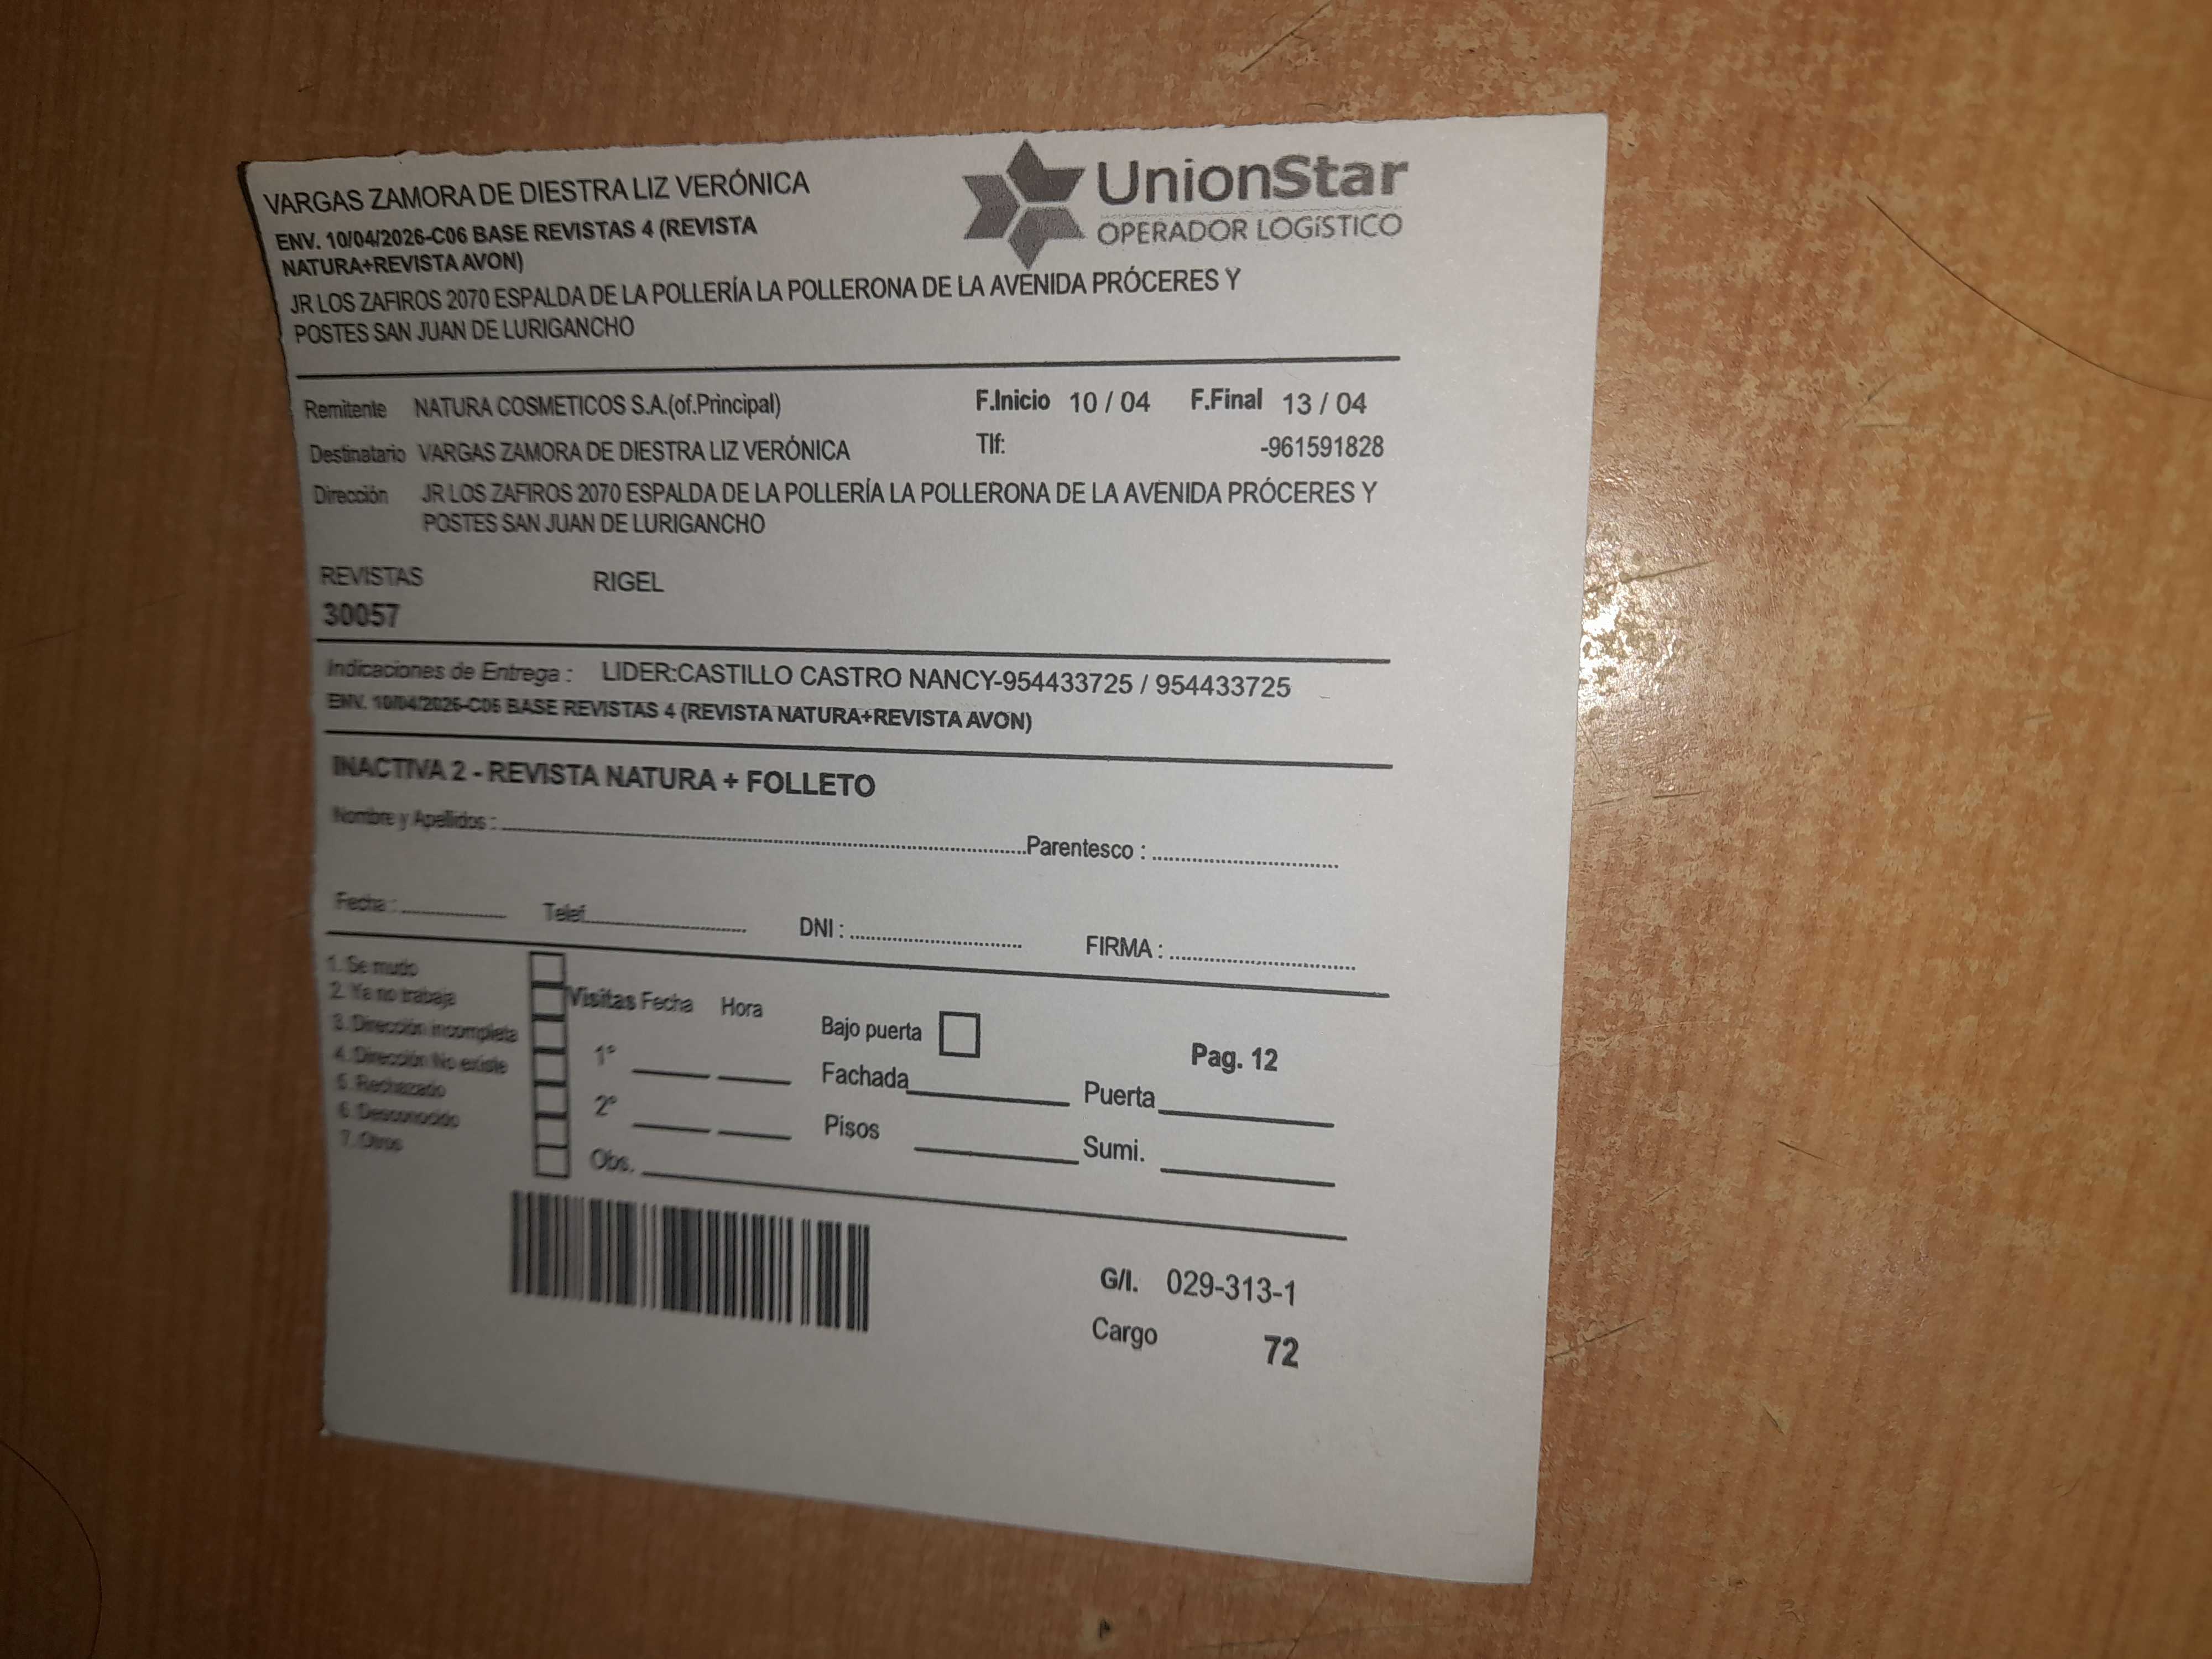 VARGAS ZAMORA DE DIESTRA LIZ VERÓNICA
UnionStar
OPERADOR LOGÍSTICO
ENV. 10/04/2026-C06 BASE REVISTAS 4 (REVISTA
NATURA+REVISTA AVON)
JR LOS ZAFIROS 2070 ESPALDA DE LA POLLERÍA LA POLLERONA DE LA AVENIDA PRÓCERES Y
POSTES SAN JUAN DE LURIGANCHO
Remitente NATURA COSMETICOS S.A.(of.Principal) F.Inicio 10 / 04 F.Final 13 / 04
Destinatario VARGAS ZAMORA DE DIESTRA LIZ VERÓNICA Tlf: -961591828
Dirección JR LOS ZAFIROS 2070 ESPALDA DE LA POLLERÍA LA POLLERONA DE LA AVENIDA PRÓCERES Y
POSTES SAN JUAN DE LURIGANCHO
REVISTAS RIGEL
30057
Indicaciones de Entrega : LIDER:CASTILLO CASTRO NANCY-954433725 / 954433725
ENV. 10/04/2026-C06 BASE REVISTAS 4 (REVISTA NATURA+REVISTA AVON)
INACTIVA 2 - REVISTA NATURA + FOLLETO
Nombre y Apellidos : Parentesco :
Fecha : Telef. DNI : FIRMA :
1. Se mudo
2. Ya no trabaja
3. Dirección incompleta
4. Dirección No existe
5. Rechazado
6. Desconocido
7. Otros
Visitas Fecha Hora
1°
2°
Obs.
Bajo puerta Pag. 12
Fachada Puerta
Pisos Sumi.
G/I. 029-313-1
Cargo 72